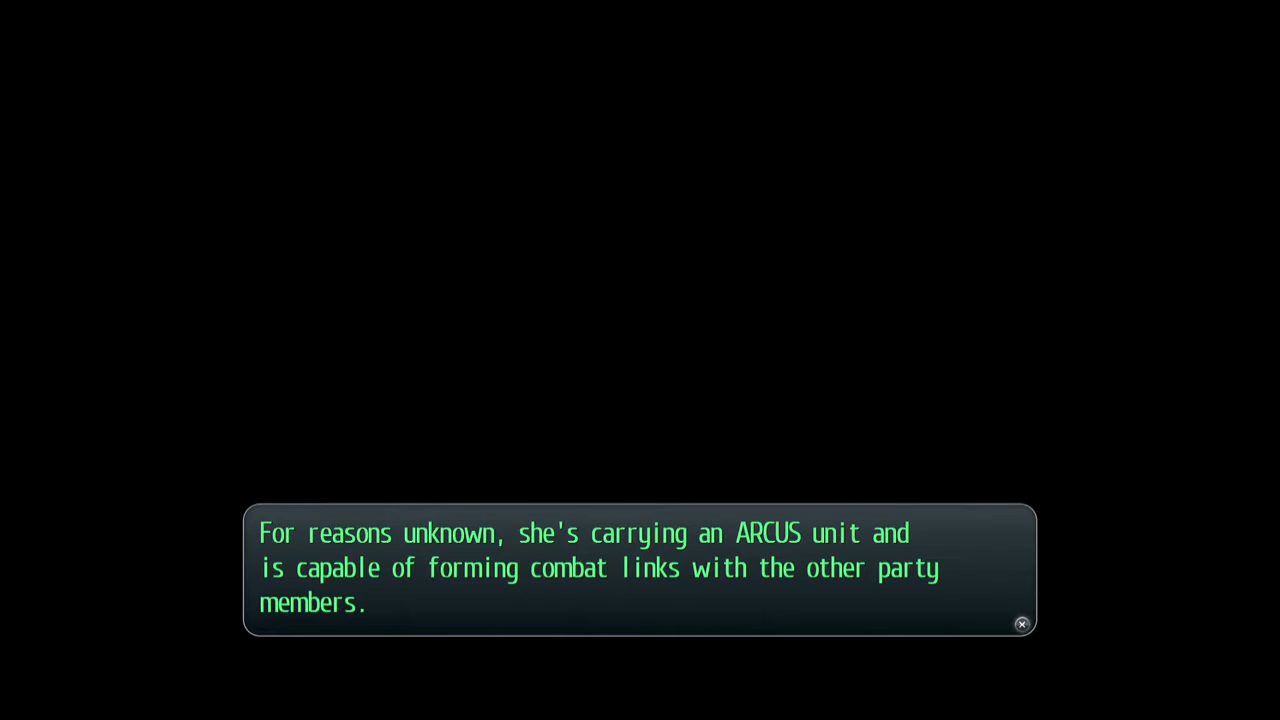 For reasons unknown, she's carrying an ARCUS unit and
is capable of forming combat links with the other party
members.